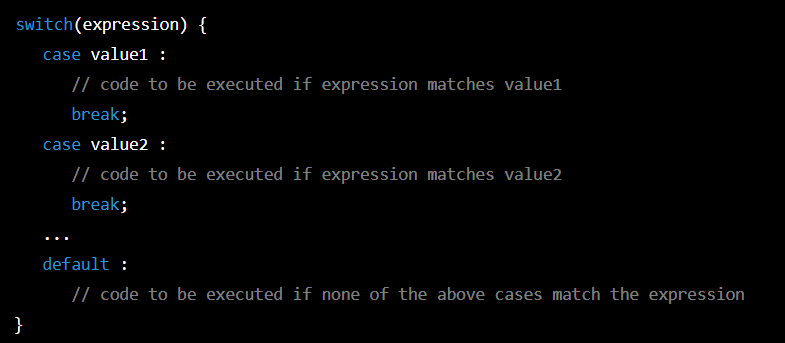 switch(expression) {
case value1 :
// code to be executed if expression matches value1
break;
case value2 :
// code to be executed if expression matches value2
break;
...
default :
// code to be executed if none of the above cases match the expression
}